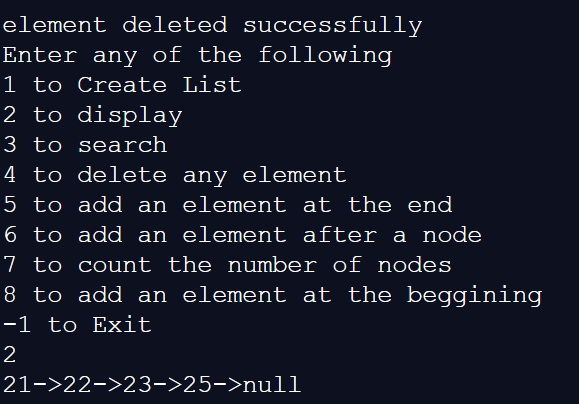 element deleted successfully
Enter any of the following
1 to Create List
2 to display
3 to search
4 to delete any element
5 to add an element at the end
6 to add an element after a node
7 to count the number of nodes
8 to add an element at the beggining
-1 to Exit
2
21->22->23->25->null